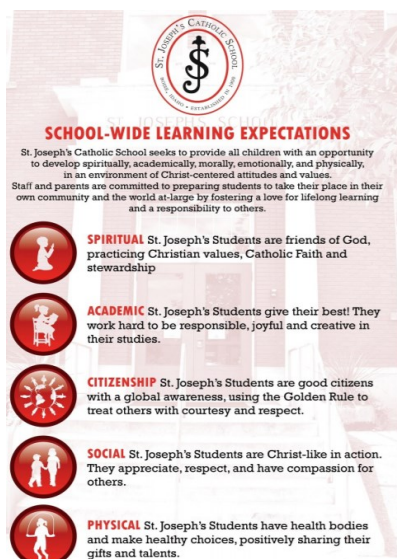 ST. JOSEPH'S CATHOLIC SCHOOL
BOISE, IDAHO • ESTABLISHED IN 1901
ST JOSEPH'S SCHOOL
SCHOOL-WIDE LEARNING EXPECTATIONS
St. Joseph's Catholic School seeks to provide all children with an opportunity
to develop spiritually, academically, morally, emotionally, and physically,
in an environment of Christ-centered attitudes and values.
Staff and parents are committed to preparing students to take their place in their
own community and the world at-large by fostering a love for lifelong learning
and a responsibility to others.
SPIRITUAL St. Joseph's Students are friends of God,
practicing Christian values, Catholic Faith and
stewardship
ACADEMIC St. Joseph's Students give their best! They
work hard to be responsible, joyful and creative in
their studies.
CITIZENSHIP St. Joseph's Students are good citizens
with a global awareness, using the Golden Rule to
treat others with courtesy and respect.
SOCIAL St. Joseph's Students are Christ-like in action.
They appreciate, respect, and have compassion for
others.
PHYSICAL St. Joseph's Students have health bodies
and make healthy choices, positively sharing their
gifts and talents.